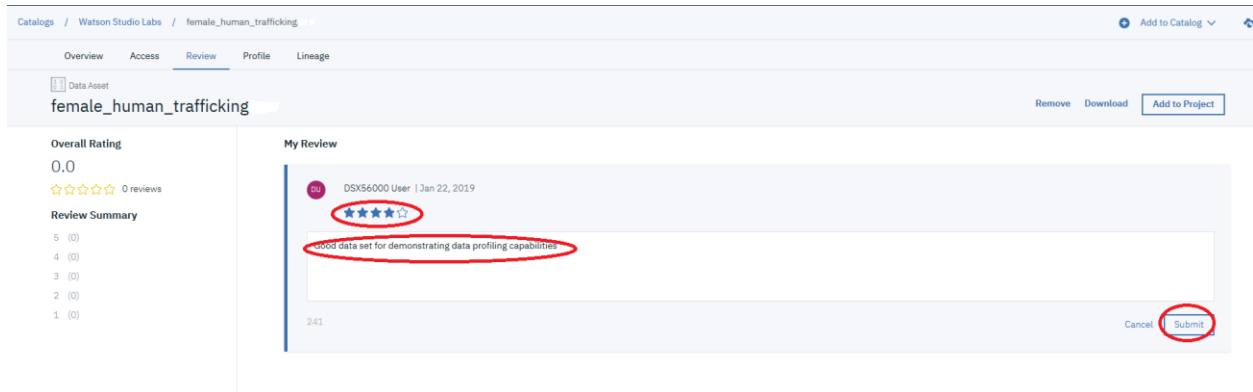 Catalogs / Watson Studio Labs / female_human_trafficking
Add to Catalog
Overview Access Review Profile Lineage
Data Asset
female_human_trafficking
Remove Download Add to Project
Overall Rating
0.0
0 reviews
Review Summary
5 (0)
4 (0)
3 (0)
2 (0)
1 (0)
My Review
DU DSX56000 User | Jan 22, 2019
Good data set for demonstrating data profiling capabilities
241
Cancel Submit